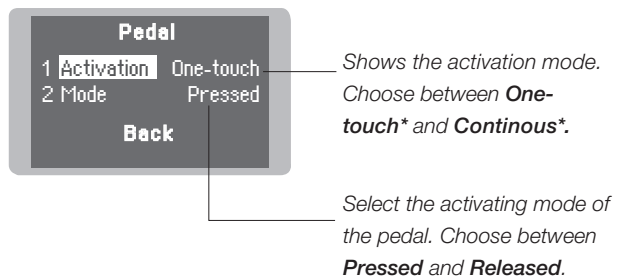 Pedal
1 Activation One-touch
2 Mode Pressed
Back
Shows the activation mode.
Choose between One-
touch* and Continous*.
Select the activating mode of
the pedal. Choose between
Pressed and Released.